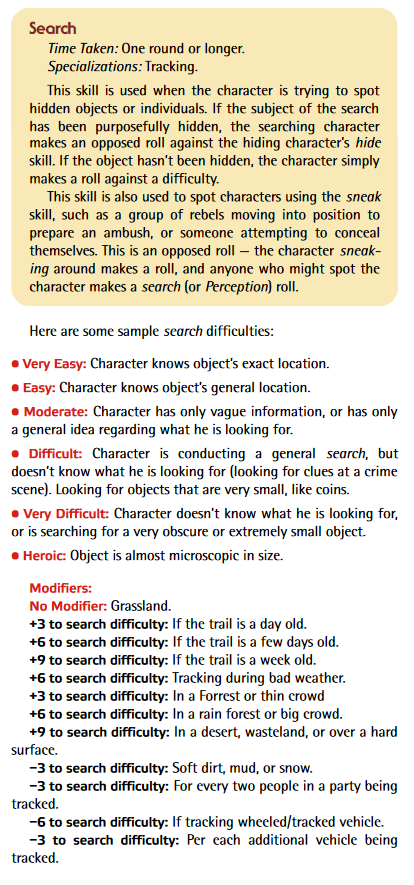 Search
Time Taken: One round or longer.
Specializations: Tracking.
This skill is used when the character is trying to spot
hidden objects or individuals. If the subject of the search
has been purposefully hidden, the searching character
makes an opposed roll against the hiding character's hide
skill. If the object hasn't been hidden, the character simply
makes a roll against a difficulty.
This skill is also used to spot characters using the sneak
skill, such as a group of rebels moving into position to
prepare an ambush, or someone attempting to conceal
themselves. This is an opposed roll — the character sneak-
ing around makes a roll, and anyone who might spot the
character makes a search (or Perception) roll.
Here are some sample search difficulties:
• Very Easy: Character knows object's exact location.
• Easy: Character knows object's general location.
• Moderate: Character has only vague information, or has only
a general idea regarding what he is looking for.
• Difficult: Character is conducting a general search, but
doesn't know what he is looking for (looking for clues at a crime
scene). Looking for objects that are very small, like coins.
• Very Difficult: Character doesn't know what he is looking for,
or is searching for a very obscure or extremely small object.
• Heroic: Object is almost microscopic in size.
Modifiers:
No Modifier: Grassland.
+3 to search difficulty: If the trail is a day old.
+6 to search difficulty: If the trail is a few days old.
+9 to search difficulty: If the trail is a week old.
+6 to search difficulty: Tracking during bad weather.
+3 to search difficulty: In a Forrest or thin crowd
+6 to search difficulty: In a rain forest or big crowd.
+9 to search difficulty: In a desert, wasteland, or over a hard
surface.
−3 to search difficulty: Soft dirt, mud, or snow.
−3 to search difficulty: For every two people in a party being
tracked.
−6 to search difficulty: If tracking wheeled/tracked vehicle.
−3 to search difficulty: Per each additional vehicle being
tracked.